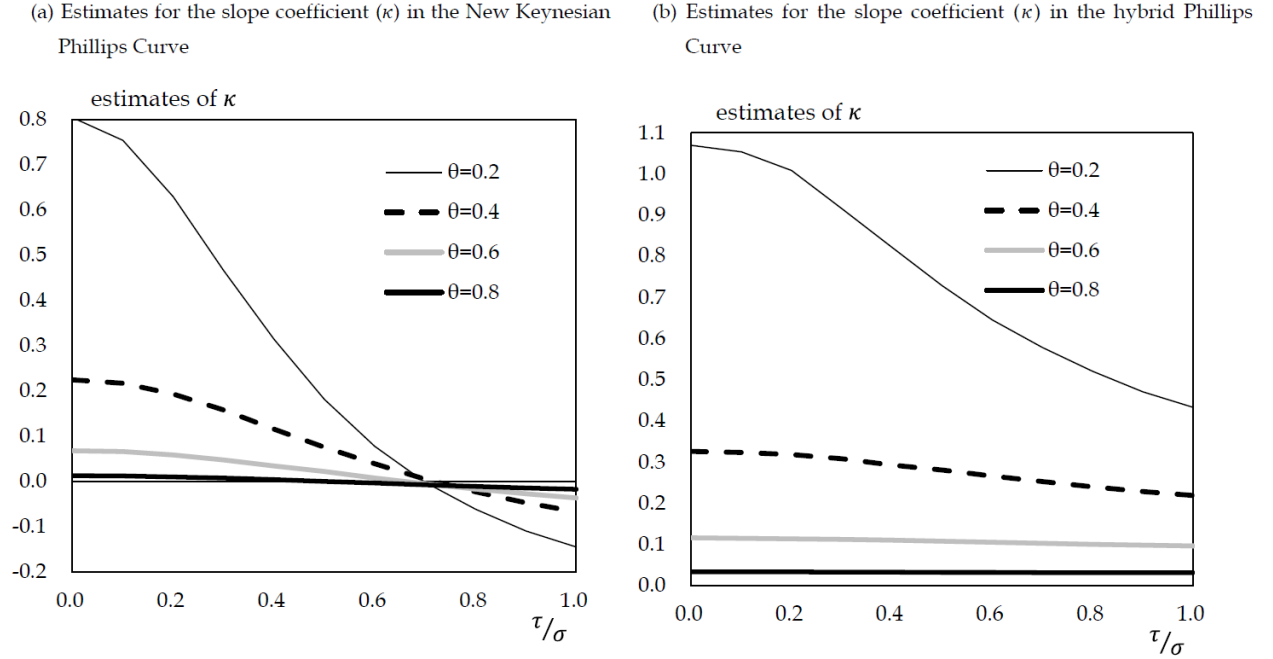 (a) Estimates for the slope coefficient (κ) in the New Keynesian
Phillips Curve
estimates of κ
0.8
0.7
0.6
0.5
0.4
0.3
0.2
0.1
0.0
-0.1
-0.2
θ=0.2
θ=0.4
θ=0.6
θ=0.8
0.0 0.2 0.4 0.6 0.8 1.0
τ/σ
(b) Estimates for the slope coefficient (κ) in the hybrid Phillips
Curve
estimates of κ
1.1
1.0
0.9
0.8
0.7
0.6
0.5
0.4
0.3
0.2
0.1
0.0
θ=0.2
θ=0.4
θ=0.6
θ=0.8
0.0 0.2 0.4 0.6 0.8 1.0
τ/σ